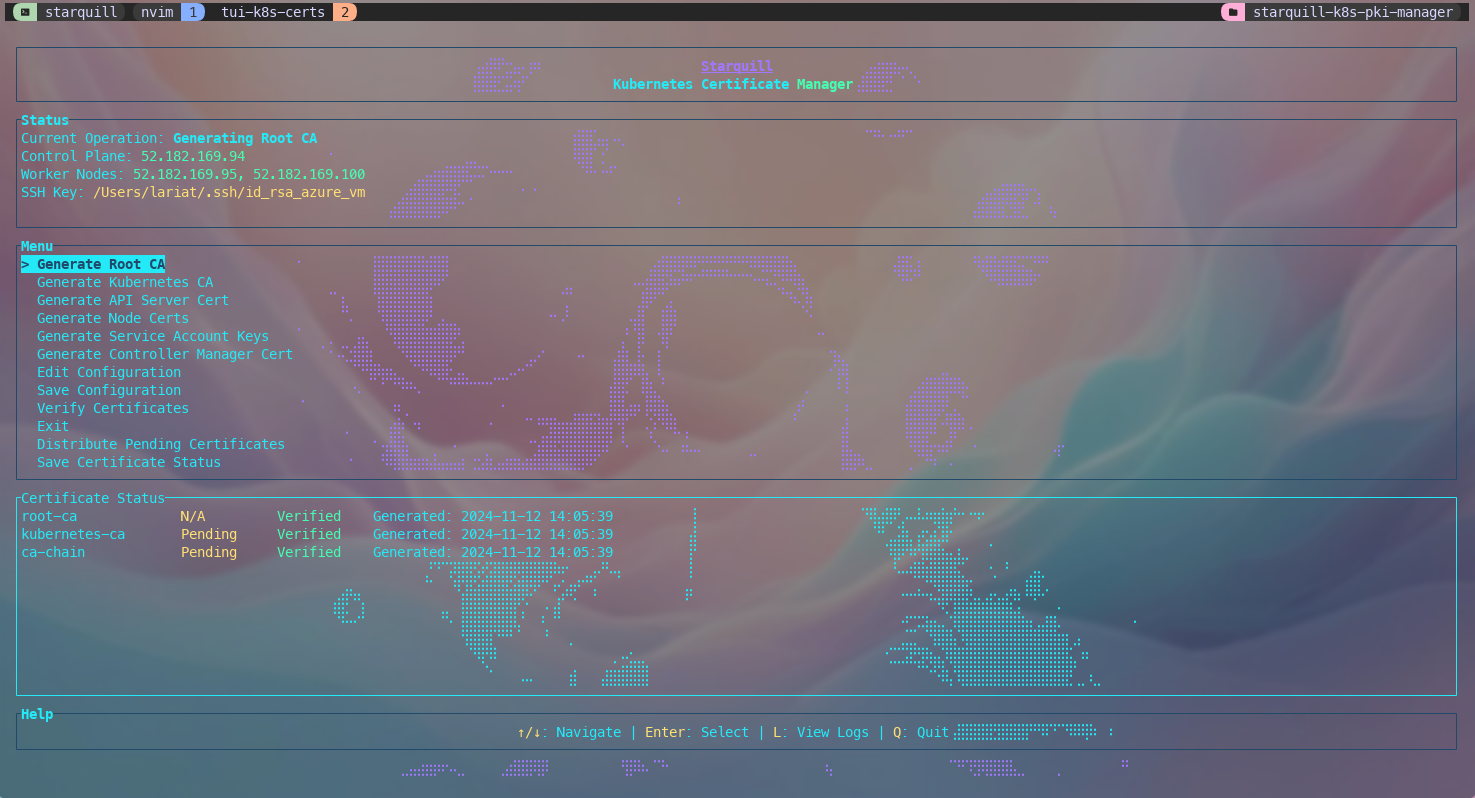 starquill nvim 1 tui-k8s-certs 2 starquill-k8s-pki-manager
Starquill
Kubernetes Certificate Manager
Status
Current Operation: Generating Root CA
Control Plane: 52.182.169.94
Worker Nodes: 52.182.169.95, 52.182.169.100
SSH Key: /Users/lariat/.ssh/id_rsa_azure_vm
Menu
> Generate Root CA
Generate Kubernetes CA
Generate API Server Cert
Generate Node Certs
Generate Service Account Keys
Generate Controller Manager Cert
Edit Configuration
Save Configuration
Verify Certificates
Exit
Distribute Pending Certificates
Save Certificate Status
Certificate Status
root-ca N/A Verified Generated: 2024-11-12 14:05:39
kubernetes-ca Pending Verified Generated: 2024-11-12 14:05:39
ca-chain Pending Verified Generated: 2024-11-12 14:05:39
Help
↑/↓: Navigate | Enter: Select | L: View Logs | Q: Quit